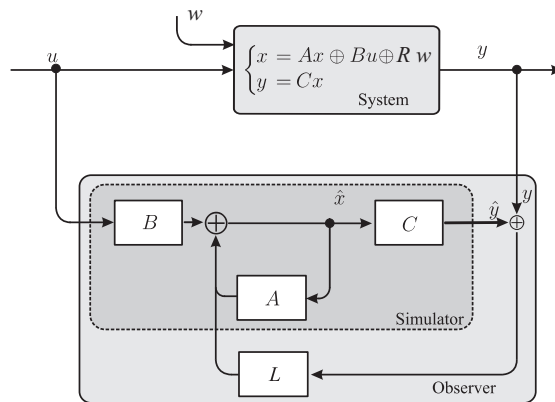 w
u
x = Ax ⊕ Bu ⊕ R w
y = Cx
System
y
B
⊕
x̂
C
ŷ
y
⊕
A
Simulator
L
Observer